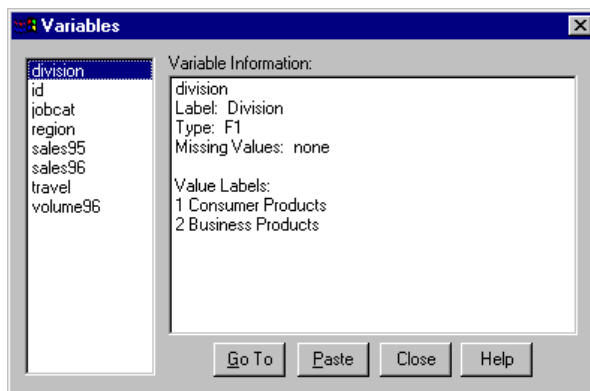 Variables
division
id
jobcat
region
sales95
sales96
travel
volume96
Variable Information:
division
Label: Division
Type: F1
Missing Values: none
Value Labels:
1 Consumer Products
2 Business Products
Go To
Paste
Close
Help